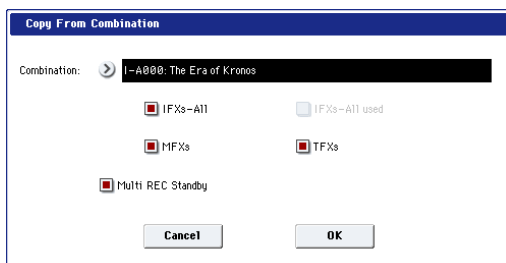 Copy From Combination
Combination: I-A000: The Era of Kronos
IFXs-All IFXs-All used
MFXs TFXs
Multi REC Standby
Cancel OK